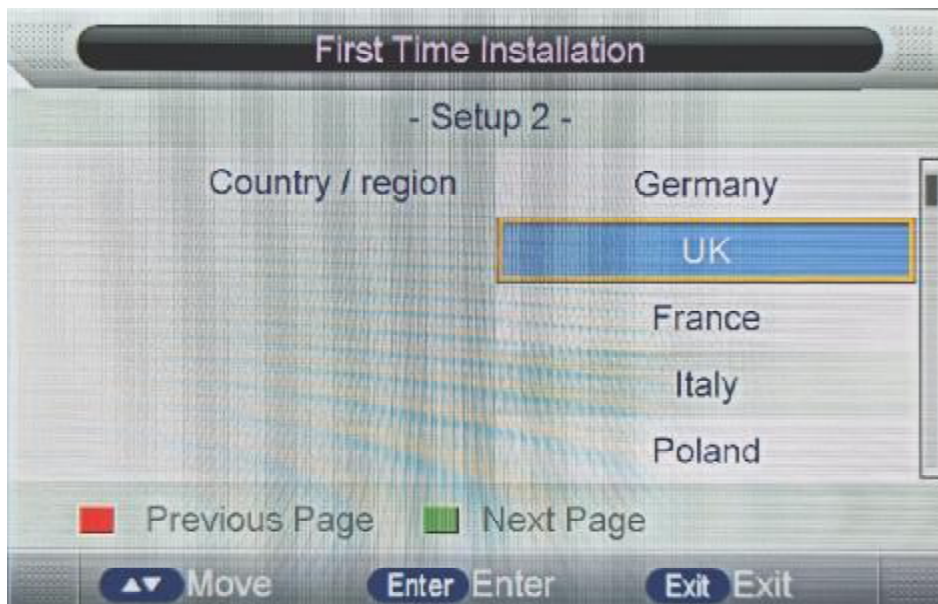 First Time Installation
- Setup 2 -
Country / region Germany
UK
France
Italy
Poland
Previous Page Next Page
▲▼ Move Enter Enter Exit Exit